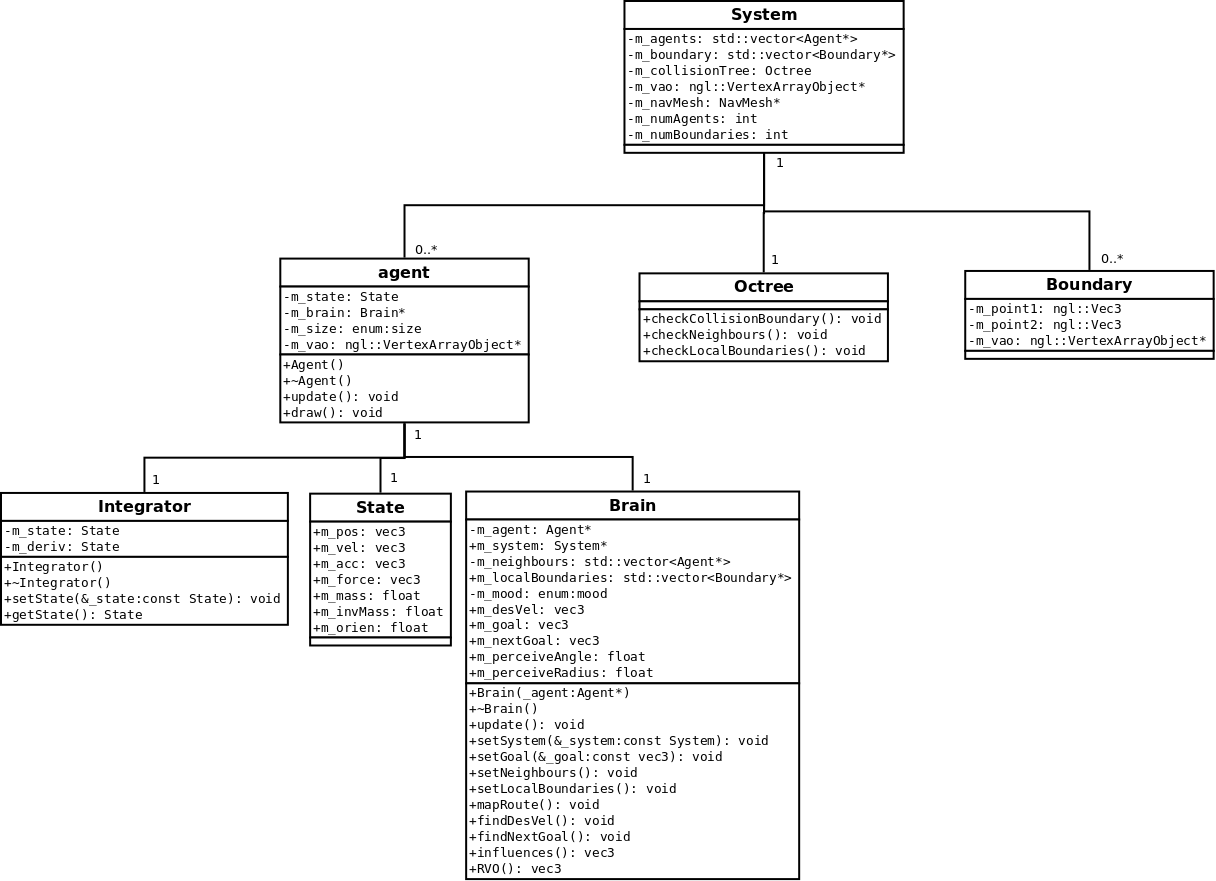 System
-m_agents: std::vector<Agent*>
-m_boundary: std::vector<Boundary*>
-m_collisionTree: Octree
-m_vao: ngl::VertexArrayObject*
-m_navMesh: NavMesh*
-m_numAgents: int
-m_numBoundaries: int
1
0..*
agent
-m_state: State
-m_brain: Brain*
-m_size: enum:size
-m_vao: ngl::VertexArrayObject*
+Agent()
+~Agent()
+update(): void
+draw(): void
1
1
Octree
+checkCollisionBoundary(): void
+checkNeighbours(): void
+checkLocalBoundaries(): void
0..*
Boundary
-m_point1: ngl::Vec3
-m_point2: ngl::Vec3
-m_vao: ngl::VertexArrayObject*
1
Integrator
-m_state: State
-m_deriv: State
+Integrator()
+~Integrator()
+setState(&_state:const State): void
+getState(): State
1
State
+m_pos: vec3
+m_vel: vec3
+m_acc: vec3
+m_force: vec3
+m_mass: float
+m_invMass: float
+m_orien: float
1
Brain
-m_agent: Agent*
+m_system: System*
-m_neighbours: std::vector<Agent*>
+m_localBoundaries: std::vector<Boundary*>
-m_mood: enum:mood
+m_desVel: vec3
+m_goal: vec3
+m_nextGoal: vec3
+m_perceiveAngle: float
+m_perceiveRadius: float
+Brain(_agent:Agent*)
+~Brain()
+update(): void
+setSystem(&_system:const System): void
+setGoal(&_goal:const vec3): void
+setNeighbours(): void
+setLocalBoundaries(): void
+mapRoute(): void
+findDesVel(): void
+findNextGoal(): void
+influences(): vec3
+RVO(): vec3